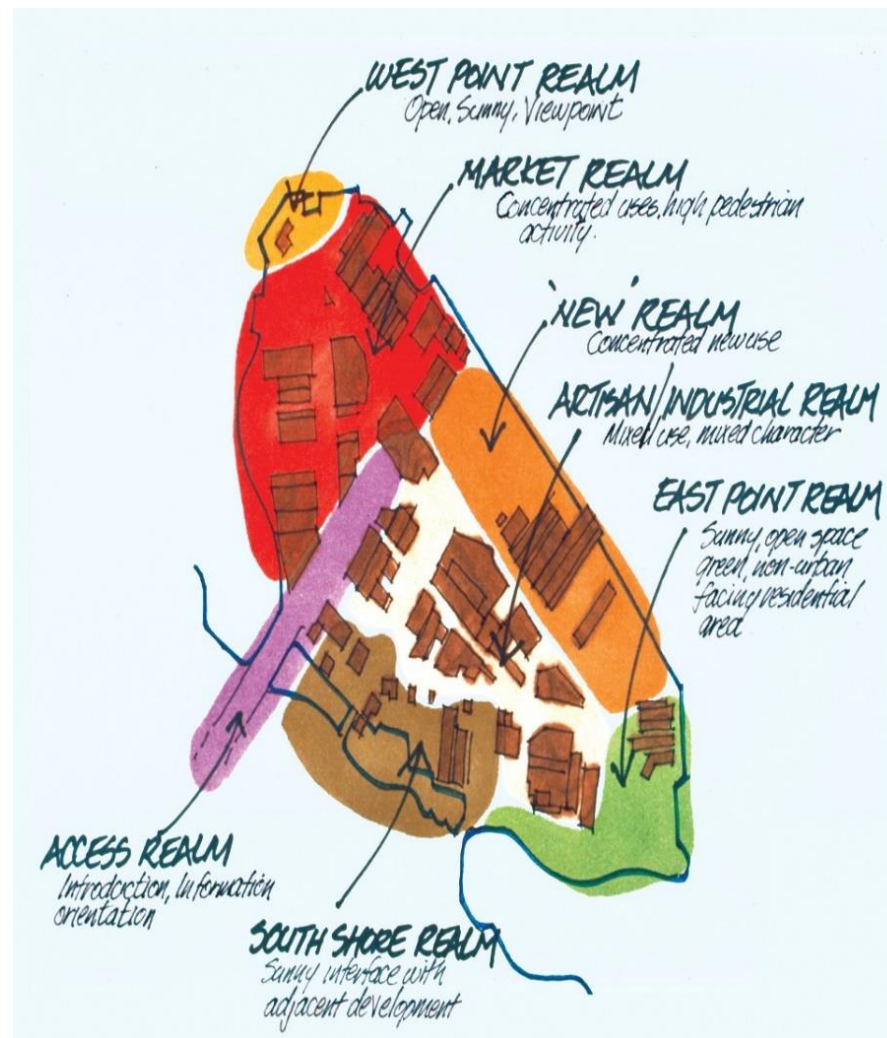 WEST POINT REALM
Open, Sunny, Viewpoint
MARKET REALM
Concentrated uses, high pedestrian
activity.
'NEW' REALM
Concentrated new use
ARTISAN/INDUSTRIAL REALM
Mixed use, mixed character
EAST POINT REALM
Sunny, open space
green, non-urban
facing residential
area
ACCESS REALM
Introduction, Information
orientation
SOUTH SHORE REALM
Sunny interface with
adjacent development